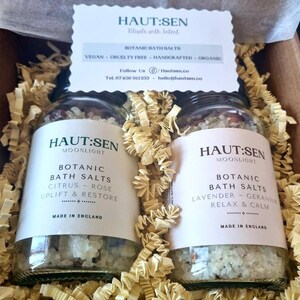 HAUT:SEN
Rituals with Intent.
BOTANIC BATH SALTS
VEGAN - CRUELTY FREE - HANDCRAFTED - ORGANIC
Follow Us
Hautsen.co
HAUT:SEN
MOONLIGHT
BOTANIC
BATH SALTS
CITRUS - ROSE
UPLIFT & RESTORE
MADE IN ENGLAND
HAUT:SEN
MOONLIGHT
BOTANIC
BATH SALTS
LAVENDER - GERANIUM
RELAX & CALM
MADE IN ENGLAND